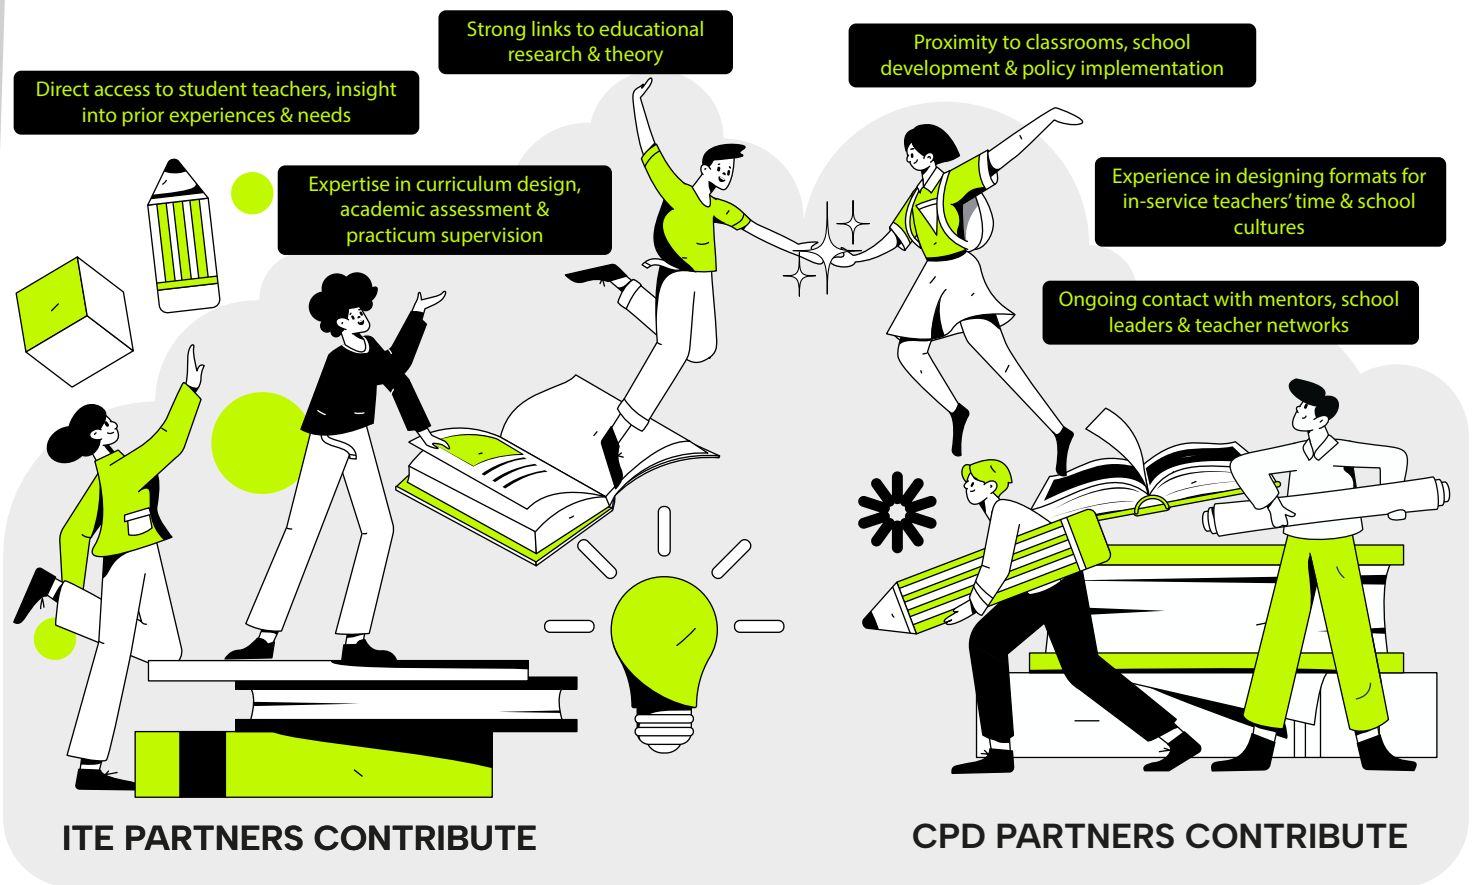 Strong links to educational
research & theory
Direct access to student teachers, insight
into prior experiences & needs
Expertise in curriculum design,
academic assessment &
practicum supervision
Proximity to classrooms, school
development & policy implementation
Experience in designing formats for
in-service teachers’ time & school
cultures
Ongoing contact with mentors, school
leaders & teacher networks
ITE PARTNERS CONTRIBUTE
CPD PARTNERS CONTRIBUTE